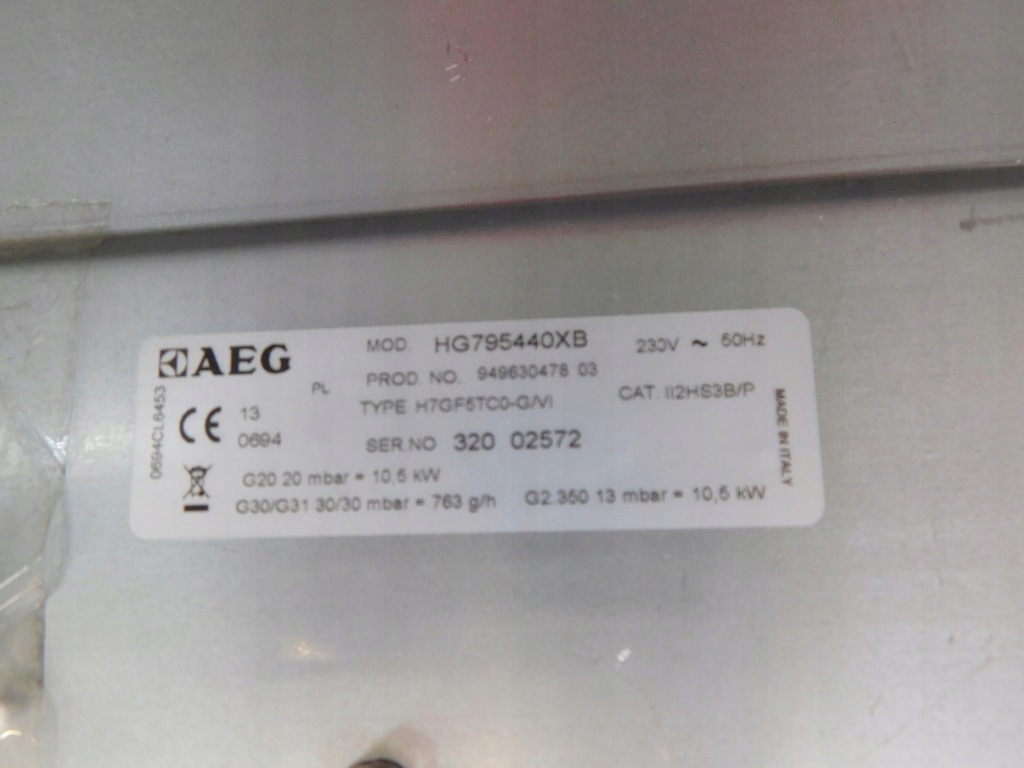 AEG
MOD. HG795440XB
230V ~ 50Hz
PROD. NO. 949630478 03
PL
TYPE H7GF5TC0-G/VI
CAT. II2HS3B/P
CE 13
0694
SER.NO 320 02572
G20 20 mbar = 10,5 kW
G30/G31 30/30 mbar = 763 g/h G2.350 13 mbar = 10,5 kW
0694CL6453
MADE IN ITALY